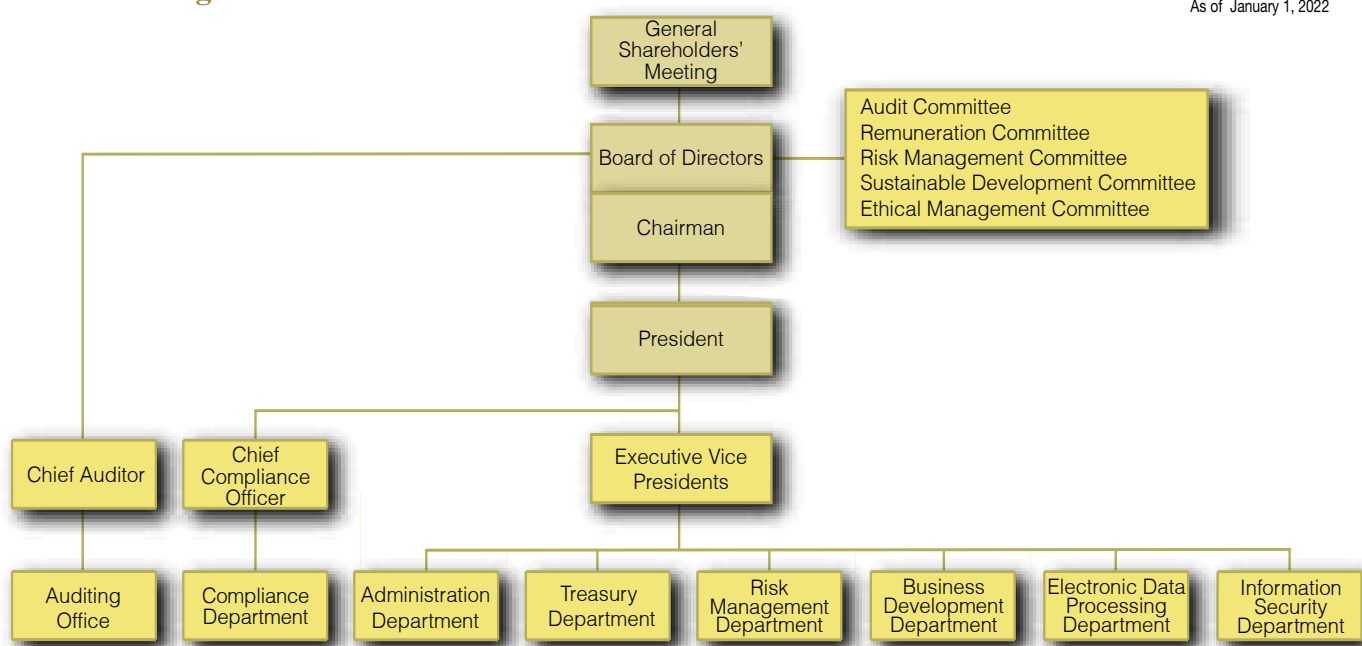 As of January 1, 2022
General
Shareholders'
Meeting
Board of Directors
Audit Committee
Remuneration Committee
Risk Management Committee
Sustainable Development Committee
Ethical Management Committee
Chairman
President
Chief Auditor
Chief
Compliance
Officer
Executive Vice
Presidents
Auditing
Office
Compliance
Department
Administration
Department
Treasury
Department
Risk
Management
Department
Business
Development
Department
Electronic Data
Processing
Department
Information
Security
Department